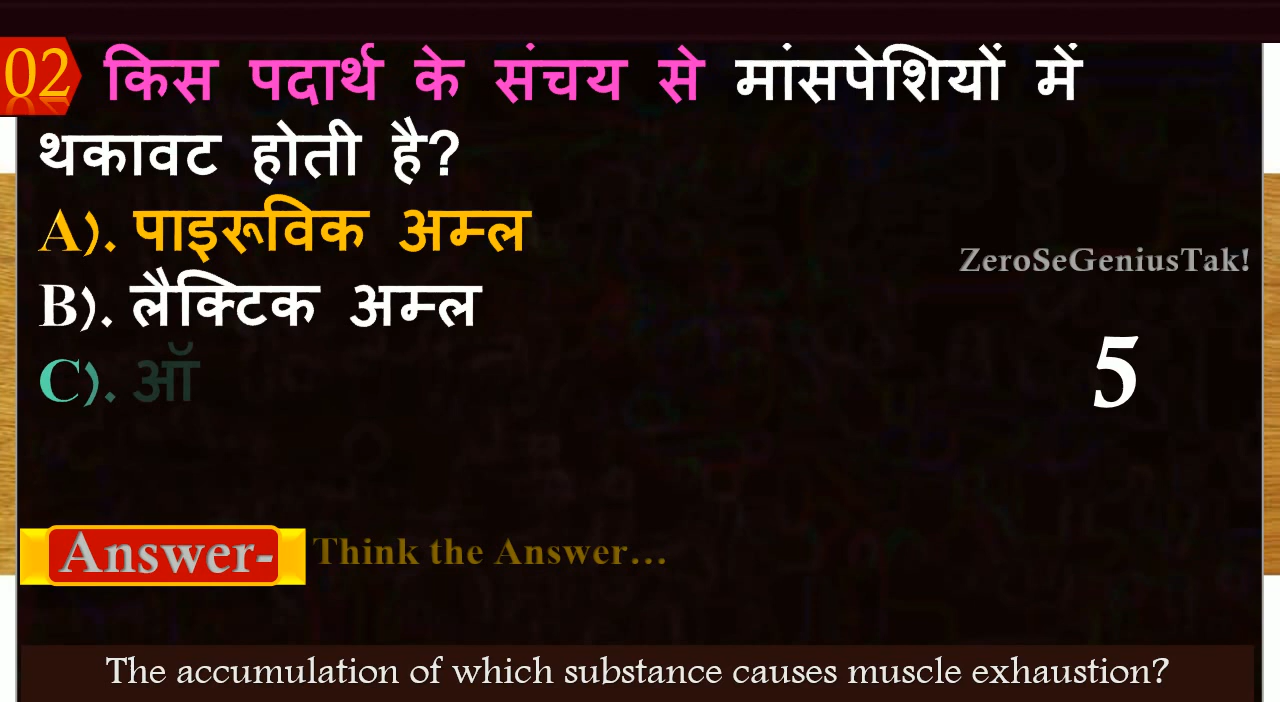 02 किस पदार्थ के संचय से मांसपेशियों में
थकावट होती है?
A). पाइरूविक अम्ल
B). लैक्टिक अम्ल
C). ऑ
ZeroSeGeniusTak!
5
Answer- Think the Answer...
The accumulation of which substance causes muscle exhaustion?